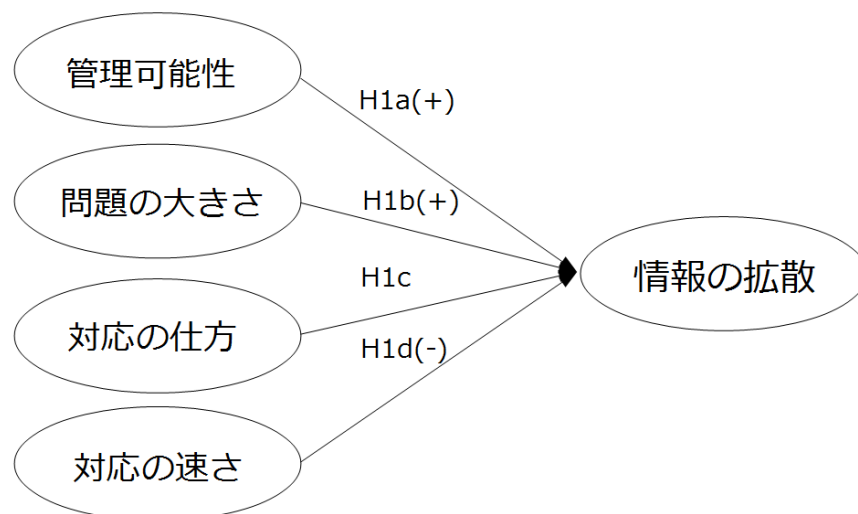 管理可能性
H1a(+)
問題の大きさ
H1b(+)
対応の仕方
H1c
対応の速さ
H1d(-)
情報の拡散